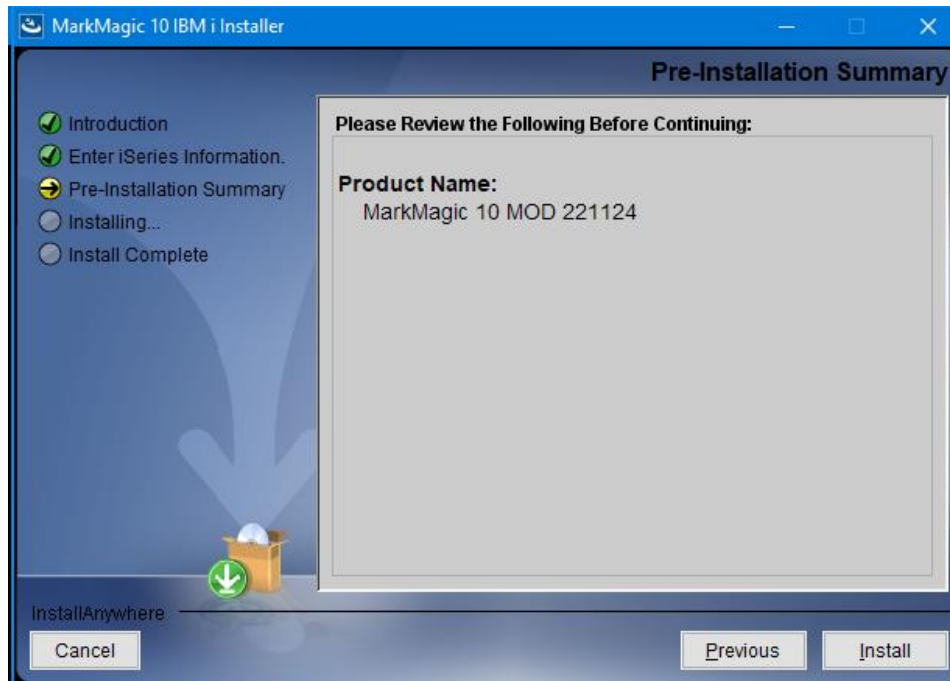 MarkMagic 10 IBM i Installer
Pre-Installation Summary
Introduction
Enter iSeries Information.
Pre-Installation Summary
Installing...
Install Complete
Please Review the Following Before Continuing:
Product Name:
MarkMagic 10 MOD 221124
InstallAnywhere
Cancel
Previous
Install